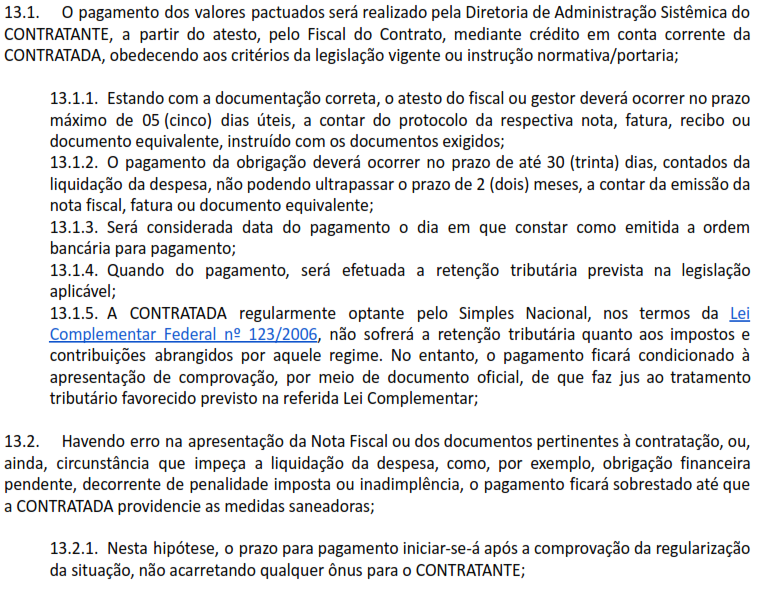 13.1. O pagamento dos valores pactuados será realizado pela Diretoria de Administração Sistêmica do
CONTRATANTE, a partir do atesto, pelo Fiscal do Contrato, mediante crédito em conta corrente da
CONTRATADA, obedecendo aos critérios da legislação vigente ou instrução normativa/portaria;
13.1.1. Estando com a documentação correta, o atesto do fiscal ou gestor deverá ocorrer no prazo
máximo de 05 (cinco) dias úteis, a contar do protocolo da respectiva nota, fatura, recibo ou
documento equivalente, instruído com os documentos exigidos;
13.1.2. O pagamento da obrigação deverá ocorrer no prazo de até 30 (trinta) dias, contados da
liquidação da despesa, não podendo ultrapassar o prazo de 2 (dois) meses, a contar da emissão da
nota fiscal, fatura ou documento equivalente;
13.1.3. Será considerada data do pagamento o dia em que constar como emitida a ordem
bancária para pagamento;
13.1.4. Quando do pagamento, será efetuada a retenção tributária prevista na legislação
aplicável;
13.1.5. A CONTRATADA regularmente optante pelo Simples Nacional, nos termos da Lei
Complementar Federal nº 123/2006, não sofrerá a retenção tributária quanto aos impostos e
contribuições abrangidos por aquele regime. No entanto, o pagamento ficará condicionado à
apresentação de comprovação, por meio de documento oficial, de que faz jus ao tratamento
tributário favorecido previsto na referida Lei Complementar;
13.2. Havendo erro na apresentação da Nota Fiscal ou dos documentos pertinentes à contratação, ou,
ainda, circunstância que impeça a liquidação da despesa, como, por exemplo, obrigação financeira
pendente, decorrente de penalidade imposta ou inadimplência, o pagamento ficará sobrestado até que
a CONTRATADA providencie as medidas saneadoras;
13.2.1. Nesta hipótese, o prazo para pagamento iniciar-se-á após a comprovação da regularização
da situação, não acarretando qualquer ônus para o CONTRATANTE;